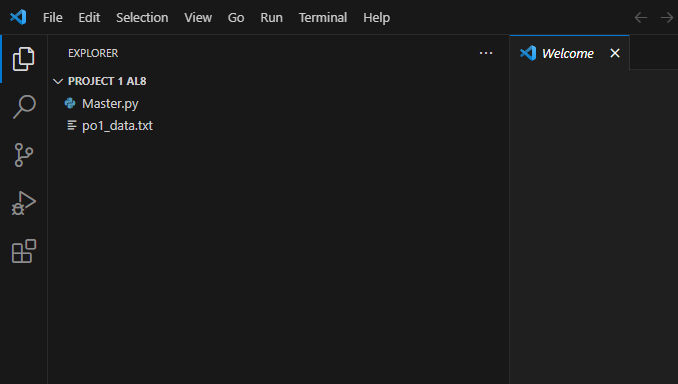 File Edit Selection View Go Run Terminal Help
EXPLORER
Welcome
PROJECT 1 AL8
Master.py
po1_data.txt